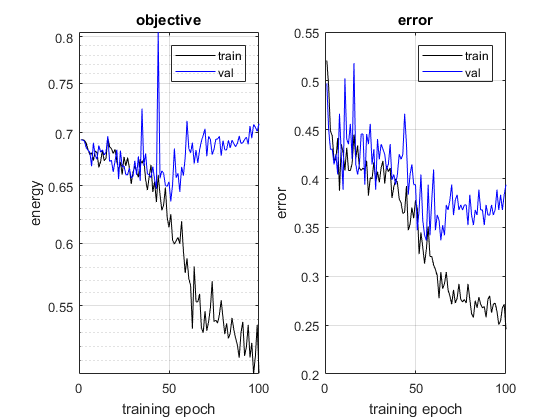 objective
error
0.8
0.75
0.7
0.65
0.6
0.55
energy
train
val
0
50
100
training epoch
0.55
0.5
0.45
0.4
0.35
0.3
0.25
0.2
error
train
val
0
50
100
training epoch